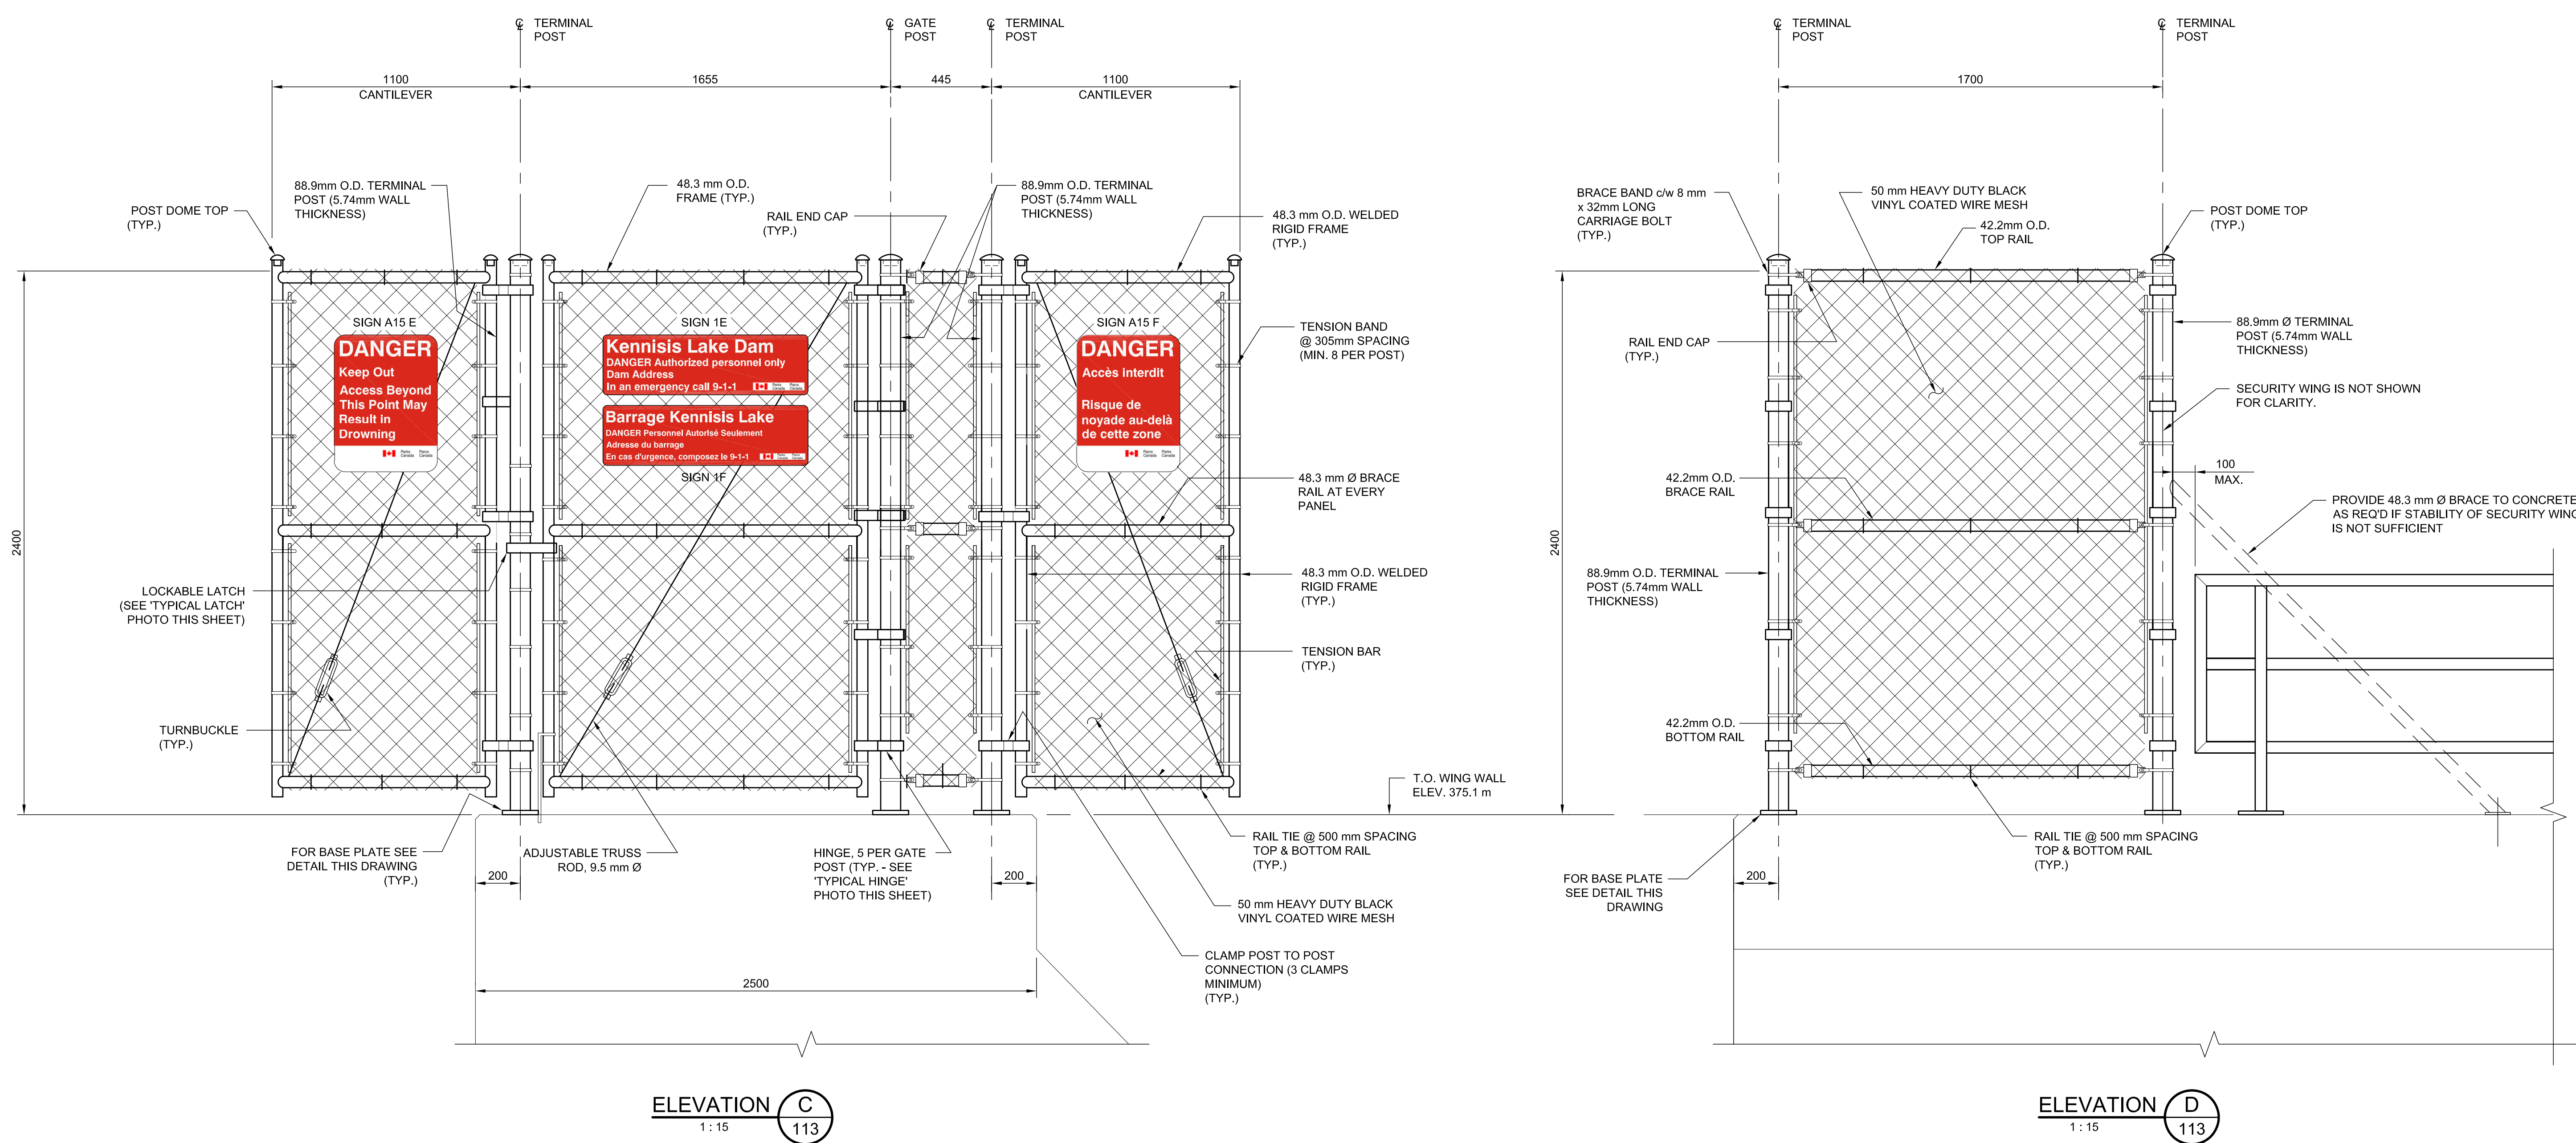 ℄ TERMINAL
POST
℄ GATE
POST
℄ TERMINAL
POST
1100
CANTILEVER
1655
445
1100
CANTILEVER
88.9mm O.D. TERMINAL
POST (5.74mm WALL
THICKNESS)
POST DOME TOP
(TYP.)
48.3 mm O.D.
FRAME (TYP.)
RAIL END CAP
(TYP.)
88.9mm O.D. TERMINAL
POST (5.74mm WALL
THICKNESS)
48.3 mm O.D. WELDED
RIGID FRAME
(TYP.)
2400
SIGN A15 E
DANGER
Keep Out
Access Beyond
This Point May
Result in
Drowning
Parks Parcs
Canada Canada
SIGN 1E
Kennisis Lake Dam
DANGER Authorized personnel only
Dam Address
In an emergency call 9-1-1
Parks Parcs
Canada Canada
Barrage Kennisis Lake
DANGER Personnel Autorisé Seulement
Adresse du barrage
En cas d'urgence, composez le 9-1-1
Parks Parcs
Canada Canada
SIGN 1F
SIGN A15 F
DANGER
Accès interdit
Risque de
noyade au-delà
de cette zone
Parks Parcs
Canada Canada
TENSION BAND
@ 305mm SPACING
(MIN. 8 PER POST)
48.3 mm Ø BRACE
RAIL AT EVERY
PANEL
48.3 mm O.D. WELDED
RIGID FRAME
(TYP.)
TENSION BAR
(TYP.)
LOCKABLE LATCH
(SEE 'TYPICAL LATCH'
PHOTO THIS SHEET)
TURNBUCKLE
(TYP.)
T.O. WING WALL
ELEV. 375.1 m
FOR BASE PLATE SEE
DETAIL THIS DRAWING
(TYP.)
ADJUSTABLE TRUSS
ROD, 9.5 mm Ø
HINGE, 5 PER GATE
POST (TYP. - SEE
'TYPICAL HINGE'
PHOTO THIS SHEET)
RAIL TIE @ 500 mm SPACING
TOP & BOTTOM RAIL
(TYP.)
200
200
50 mm HEAVY DUTY BLACK
VINYL COATED WIRE MESH
CLAMP POST TO POST
CONNECTION (3 CLAMPS
MINIMUM)
(TYP.)
2500
ELEVATION C
1 : 15 113
℄ TERMINAL
POST
℄ TERMINAL
POST
1700
BRACE BAND c/w 8 mm
x 32mm LONG
CARRIAGE BOLT
(TYP.)
50 mm HEAVY DUTY BLACK
VINYL COATED WIRE MESH
42.2mm O.D.
TOP RAIL
POST DOME TOP
(TYP.)
RAIL END CAP
(TYP.)
88.9mm Ø TERMINAL
POST (5.74mm WALL
THICKNESS)
SECURITY WING IS NOT SHOWN
FOR CLARITY.
100
MAX.
42.2mm O.D.
BRACE RAIL
PROVIDE 48.3 mm Ø BRACE TO CONCRETE
AS REQ'D IF STABILITY OF SECURITY WING
IS NOT SUFFICIENT
2400
88.9mm O.D. TERMINAL
POST (5.74mm WALL
THICKNESS)
42.2mm O.D.
BOTTOM RAIL
RAIL TIE @ 500 mm SPACING
TOP & BOTTOM RAIL
(TYP.)
FOR BASE PLATE
SEE DETAIL THIS
DRAWING
200
ELEVATION D
1 : 15 113